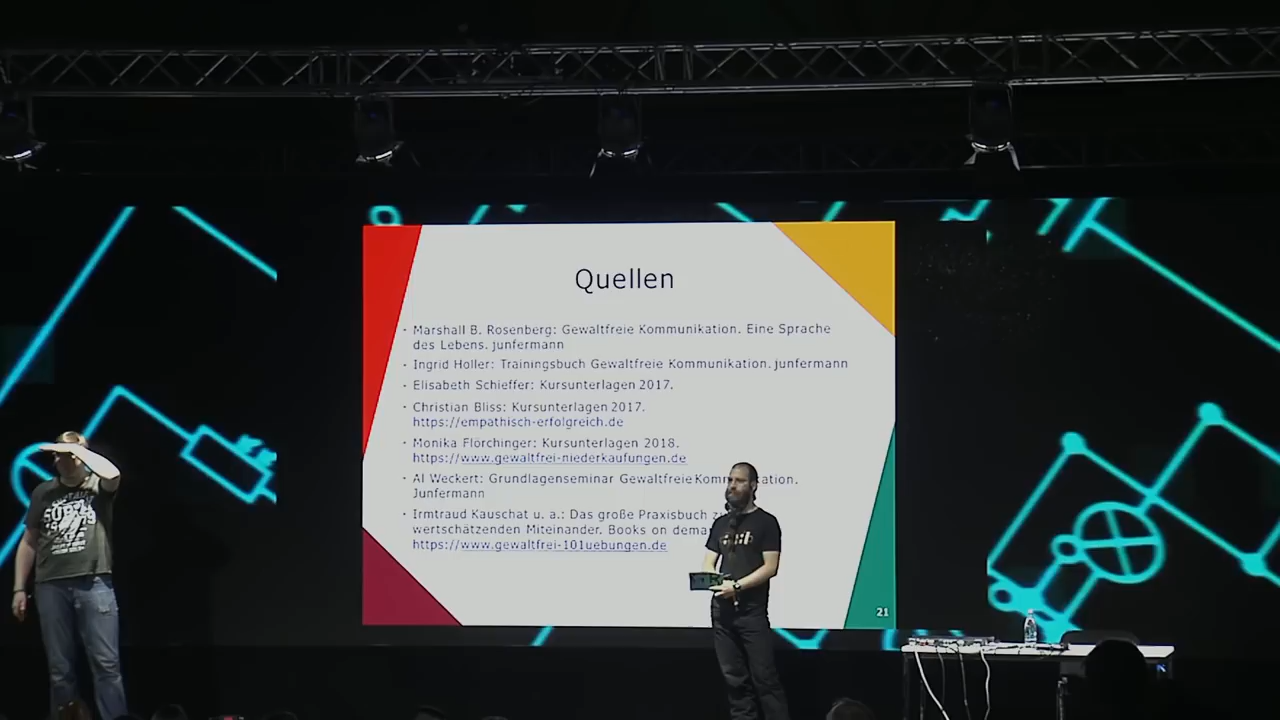 Quellen
Marshall B. Rosenberg: Gewaltfreie Kommunikation. Eine Sprache
des Lebens. junfermann
Ingrid Holler: Trainingsbuch Gewaltfreie Kommunikation. junfermann
Elisabeth Schieffer: Kursunterlagen 2017.
Christian Bliss: Kursunterlagen 2017.
https://empathisch-erfolgreich.de
Monika Flörchinger: Kursunterlagen 2018.
https://www.gewaltfrei-niederkaufungen.de
Al Weckert: Grundlagenseminar Gewaltfreie
Junfermann
Irmtraud Kauschat u. a.: Das große Praxisbuch
wertschätzenden Miteinander. Books on
https://www.gewaltfrei-101uebungen.de
21